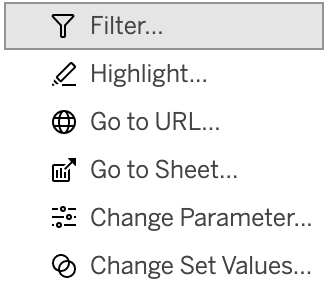 Filter...
Highlight...
Go to URL...
Go to Sheet...
Change Parameter...
Change Set Values...